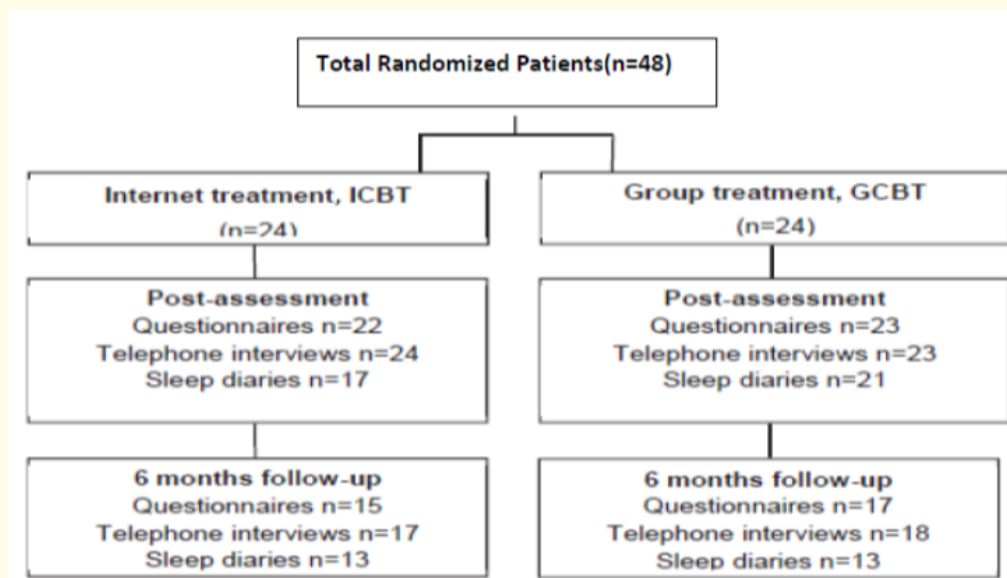 Total Randomized Patients(n=48)
Internet treatment, ICBT
(n=24)
Group treatment, GCBT
(n=24)
Post-assessment
Questionnaires n=22
Telephone interviews n=24
Sleep diaries n=17
Post-assessment
Questionnaires n=23
Telephone interviews n=23
Sleep diaries n=21
6 months follow-up
Questionnaires n=15
Telephone interviews n=17
Sleep diaries n=13
6 months follow-up
Questionnaires n=17
Telephone interviews n=18
Sleep diaries n=13